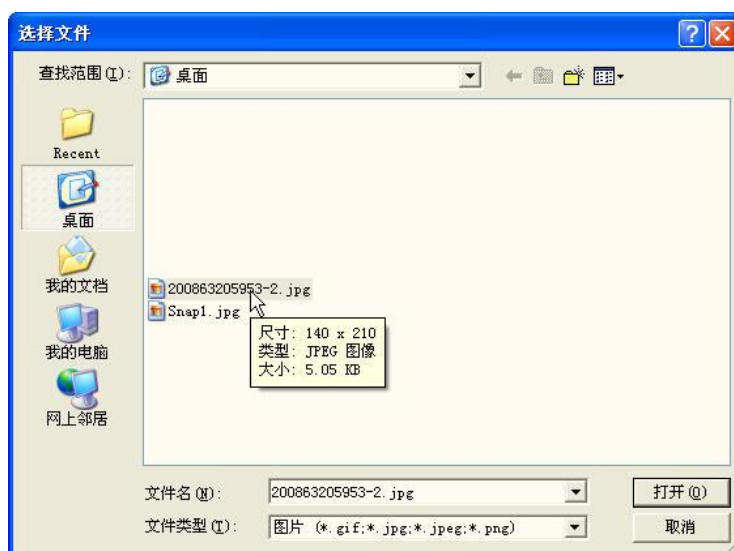 选择文件
查找范围(I): 桌面
Recent
桌面
我的文档
我的电脑
网上邻居
200863205953-2.jpg
Snap1.jpg
尺寸: 140 x 210
类型: JPEG 图像
大小: 5.05 KB
文件名(N): 200863205953-2.jpg 打开(O)
文件类型(T): 图片 (*.gif;*.jpg;*.jpeg;*.png) 取消